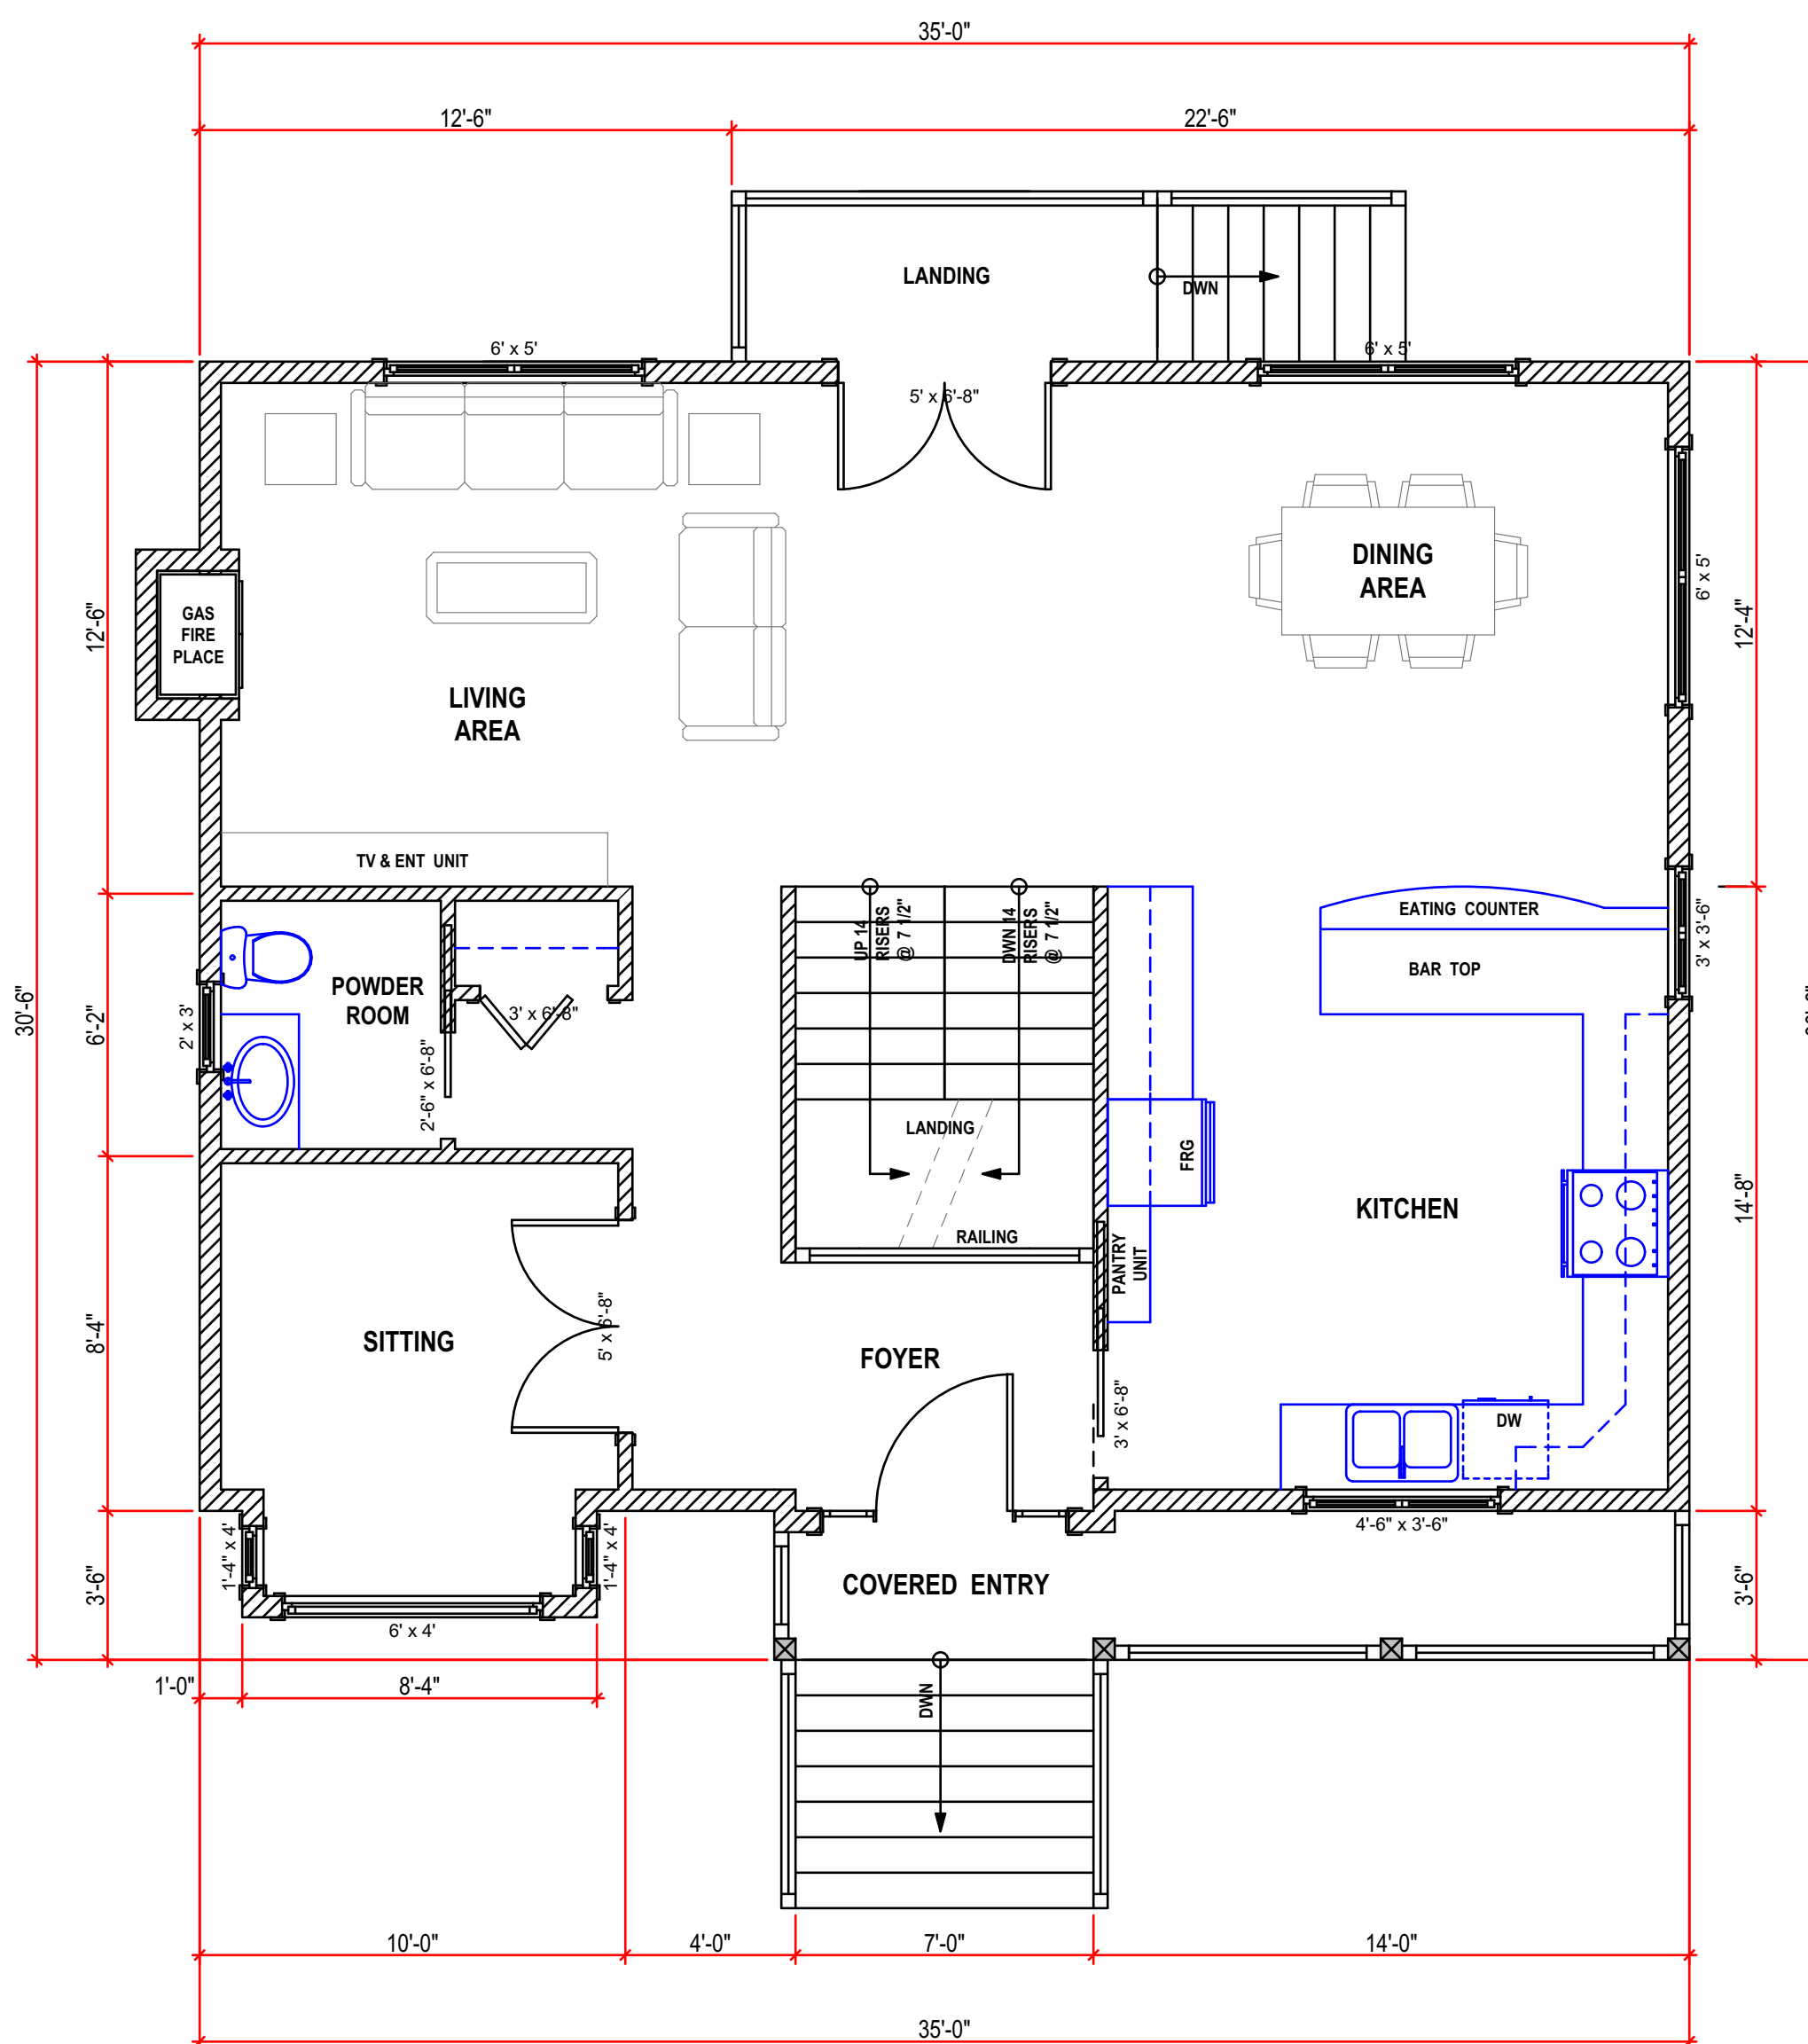 35'-0"
12'-6"
22'-6"
LANDING
DWN
6' x 5'
6' x 5'
5' x 6'-8"
DINING
AREA
6' x 5'
GAS
FIRE
PLACE
12'-6"
12'-4"
LIVING
AREA
TV & ENT UNIT
UP 14
RISERS
@ 7 1/2"
DWN 14
RISERS
@ 7 1/2"
EATING COUNTER
BAR TOP
3' x 3'-6"
POWDER
ROOM
3' x 6'-8"
30'-6"
6'-2"
2' x 3'
2'-6" x 6'-8"
LANDING
FRG
KITCHEN
14'-8"
RAILING
PANTRY
UNIT
SITTING
5' x 6'-8"
8'-4"
FOYER
3' x 6'-8"
DW
4'-6" x 3'-6"
1'-4" x 4'
1'-4" x 4'
COVERED ENTRY
3'-6"
3'-6"
6' x 4'
1'-0"
8'-4"
DWN
10'-0"
4'-0"
7'-0"
14'-0"
35'-0"